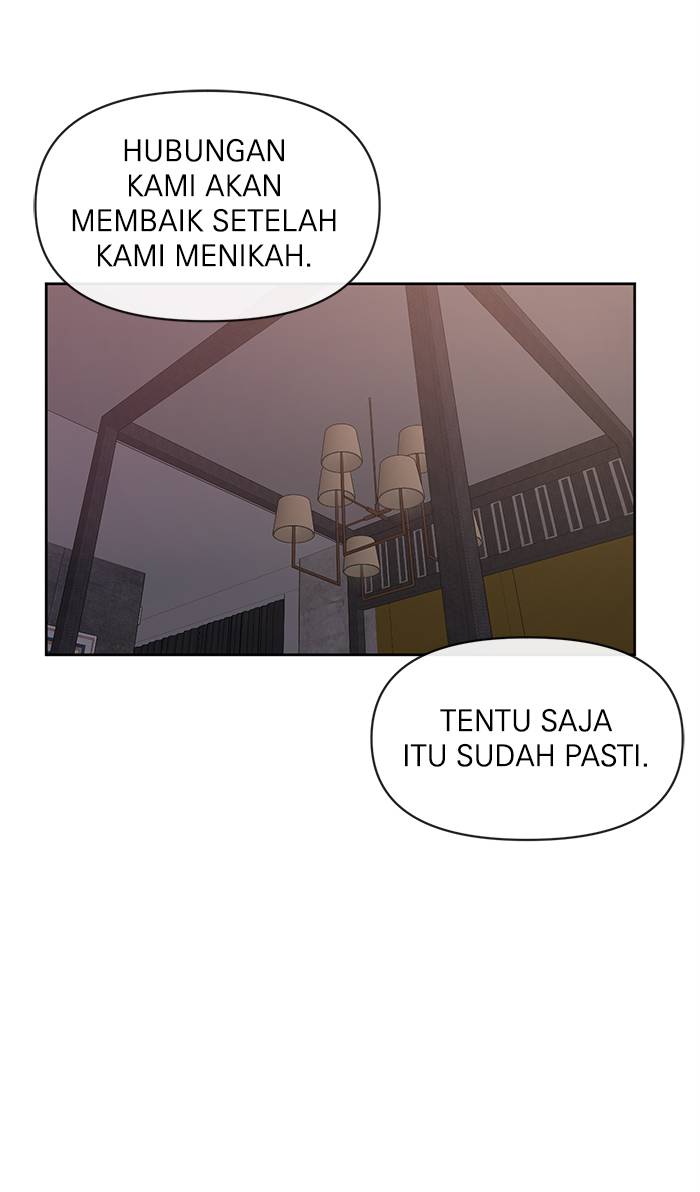 HUBUNGAN
KAMI AKAN
MEMBAIK SETELAH
KAMI MENIKAH.
TENTU SAJA
ITU SUDAH PASTI.